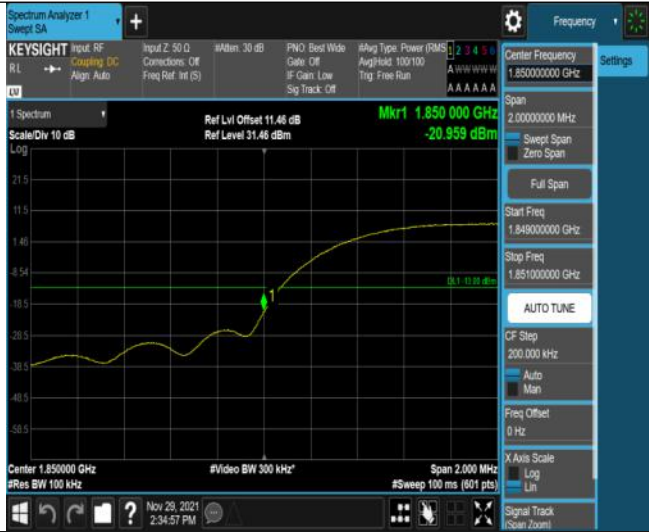 Spectrum Analyzer 1
Swept SA
+
Frequency
KEYSIGHT
RL
Input: RF
Coupling: DC
Align: Auto
Input Z: 50 Ω
Corrections: Off
Freq Ref: Int (S)
#Atten: 30 dB
PNO: Best Wide
Gate: Off
IF Gain: Low
Sig Track: Off
#Avg Type: Power (RMS
Avg|Hold: 100/100
Trig: Free Run
1 2 3 4 5 6
A W W W W W
A A A A A A
LV
1 Spectrum
Scale/Div 10 dB
Log
Ref Lvl Offset 11.46 dB
Ref Level 31.46 dBm
Mkr1 1.850 000 GHz
-20.959 dBm
21.5
11.5
1.46
-8.54
-18.5
-28.5
-38.5
-48.5
-58.5
DL1 -13.00 dBm
1
Center 1.850000 GHz
#Res BW 100 kHz
#Video BW 300 kHz*
Span 2.000 MHz
#Sweep 100 ms (601 pts)
Center Frequency
1.850000000 GHz
Settings
Span
2.00000000 MHz
Swept Span
Zero Span
Full Span
Start Freq
1.849000000 GHz
Stop Freq
1.851000000 GHz
AUTO TUNE
CF Step
200.000 kHz
Auto
Man
Freq Offset
0 Hz
X Axis Scale
Log
Lin
Signal Track
(Span Zoom)
?
Nov 29, 2021
2:34:57 PM